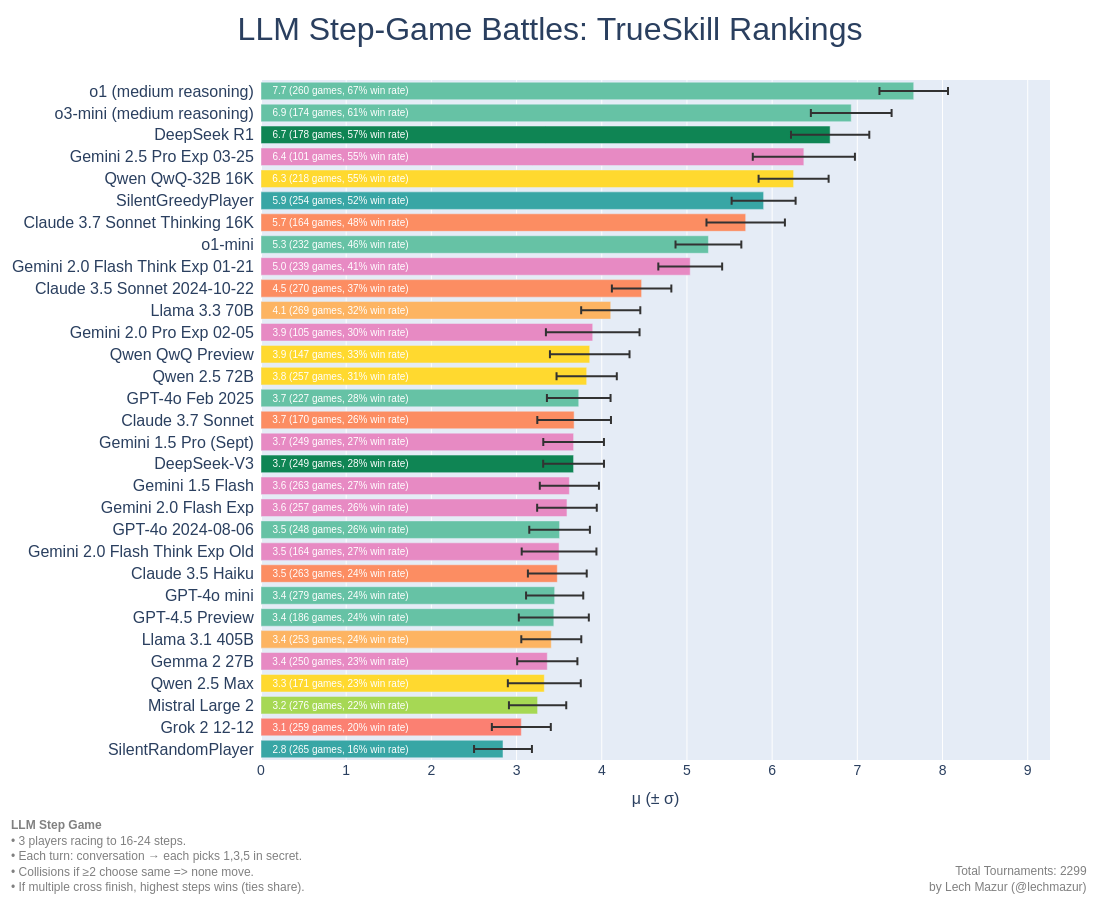 LLM Step-Game Battles: TrueSkill Rankings
o1 (medium reasoning) 7.7 (260 games, 67% win rate)
o3-mini (medium reasoning) 6.9 (174 games, 61% win rate)
DeepSeek R1 6.7 (178 games, 57% win rate)
Gemini 2.5 Pro Exp 03-25 6.4 (101 games, 55% win rate)
Qwen QwQ-32B 16K 6.3 (218 games, 55% win rate)
SilentGreedyPlayer 5.9 (254 games, 52% win rate)
Claude 3.7 Sonnet Thinking 16K 5.7 (164 games, 48% win rate)
o1-mini 5.3 (232 games, 46% win rate)
Gemini 2.0 Flash Think Exp 01-21 5.0 (239 games, 41% win rate)
Claude 3.5 Sonnet 2024-10-22 4.5 (270 games, 37% win rate)
Llama 3.3 70B 4.1 (269 games, 32% win rate)
Gemini 2.0 Pro Exp 02-05 3.9 (105 games, 30% win rate)
Qwen QwQ Preview 3.9 (147 games, 33% win rate)
Qwen 2.5 72B 3.8 (257 games, 31% win rate)
GPT-4o Feb 2025 3.7 (227 games, 28% win rate)
Claude 3.7 Sonnet 3.7 (170 games, 26% win rate)
Gemini 1.5 Pro (Sept) 3.7 (249 games, 27% win rate)
DeepSeek-V3 3.7 (249 games, 28% win rate)
Gemini 1.5 Flash 3.6 (263 games, 27% win rate)
Gemini 2.0 Flash Exp 3.6 (257 games, 26% win rate)
GPT-4o 2024-08-06 3.5 (248 games, 26% win rate)
Gemini 2.0 Flash Think Exp Old 3.5 (164 games, 27% win rate)
Claude 3.5 Haiku 3.5 (263 games, 24% win rate)
GPT-4o mini 3.4 (279 games, 24% win rate)
GPT-4.5 Preview 3.4 (186 games, 24% win rate)
Llama 3.1 405B 3.4 (253 games, 24% win rate)
Gemma 2 27B 3.4 (250 games, 23% win rate)
Qwen 2.5 Max 3.3 (171 games, 23% win rate)
Mistral Large 2 3.2 (276 games, 22% win rate)
Grok 2 12-12 3.1 (259 games, 20% win rate)
SilentRandomPlayer 2.8 (265 games, 16% win rate)
0 1 2 3 4 5 6 7 8 9
μ (± σ)
LLM Step Game
• 3 players racing to 16-24 steps.
• Each turn: conversation → each picks 1,3,5 in secret.
• Collisions if ≥2 choose same => none move.
• If multiple cross finish, highest steps wins (ties share).
Total Tournaments: 2299
by Lech Mazur (@lechmazur)